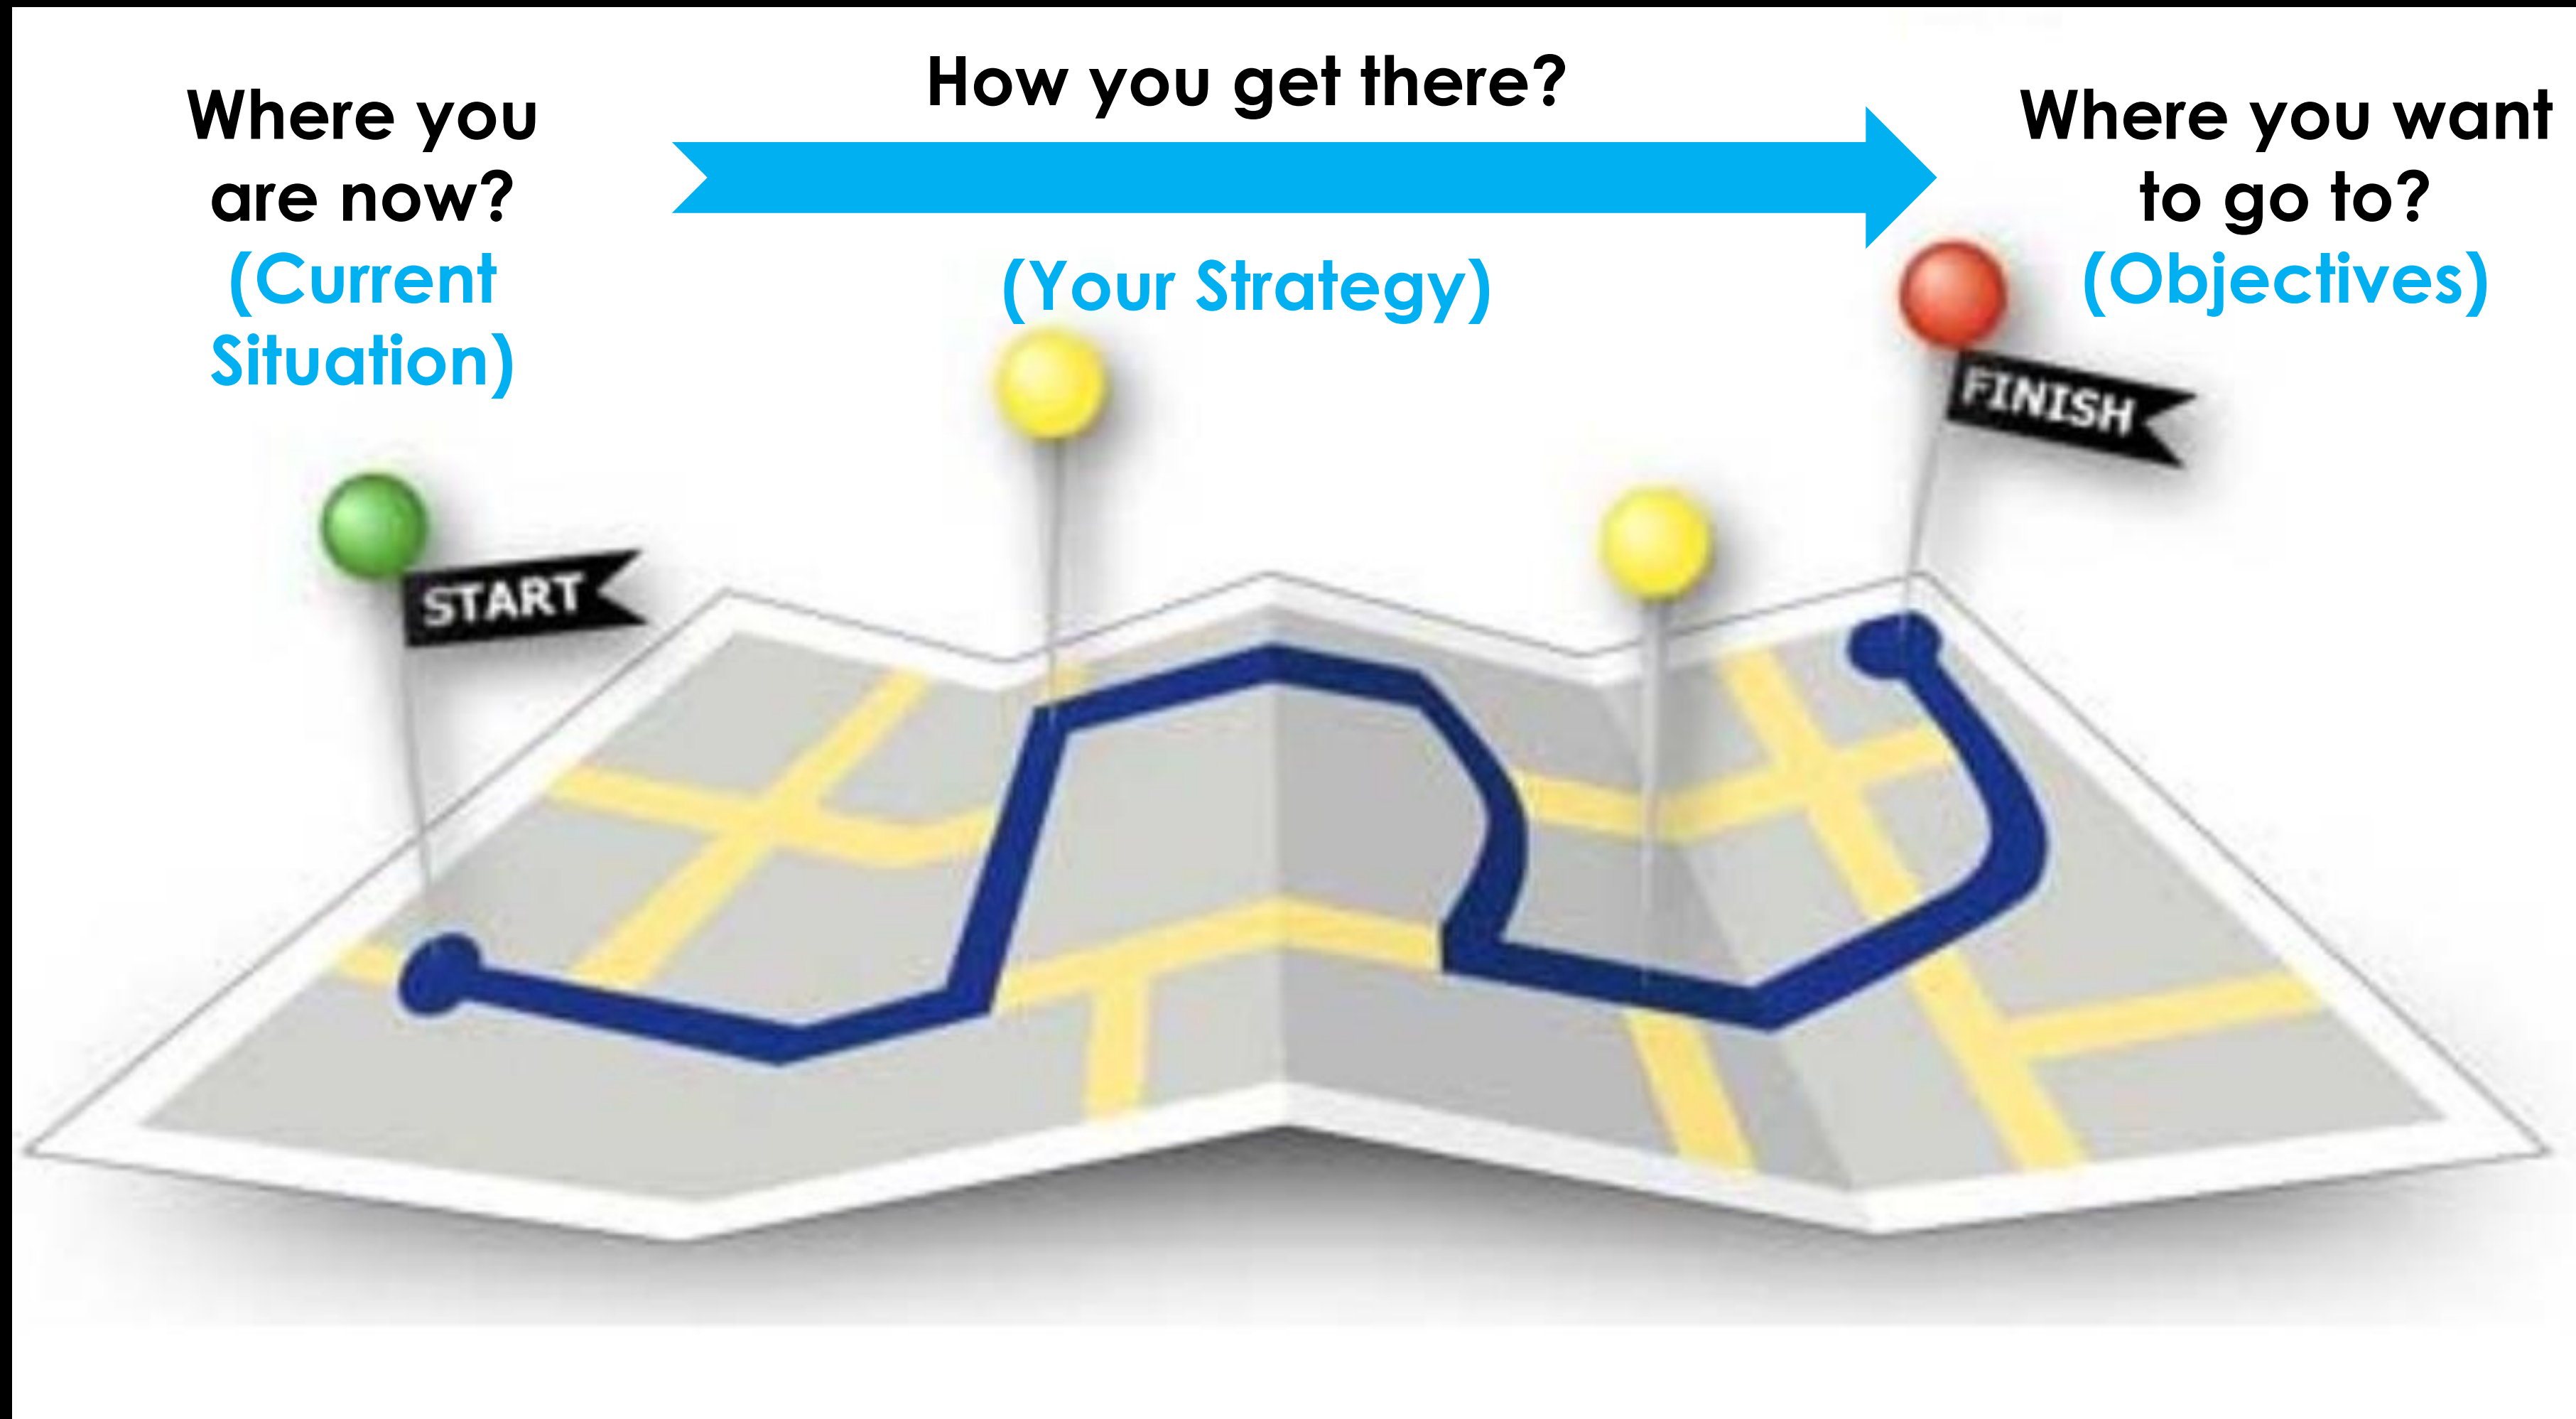 Where you
are now?
(Current
Situation)
How you get there?
(Your Strategy)
Where you want
to go to?
(Objectives)
START
FINISH